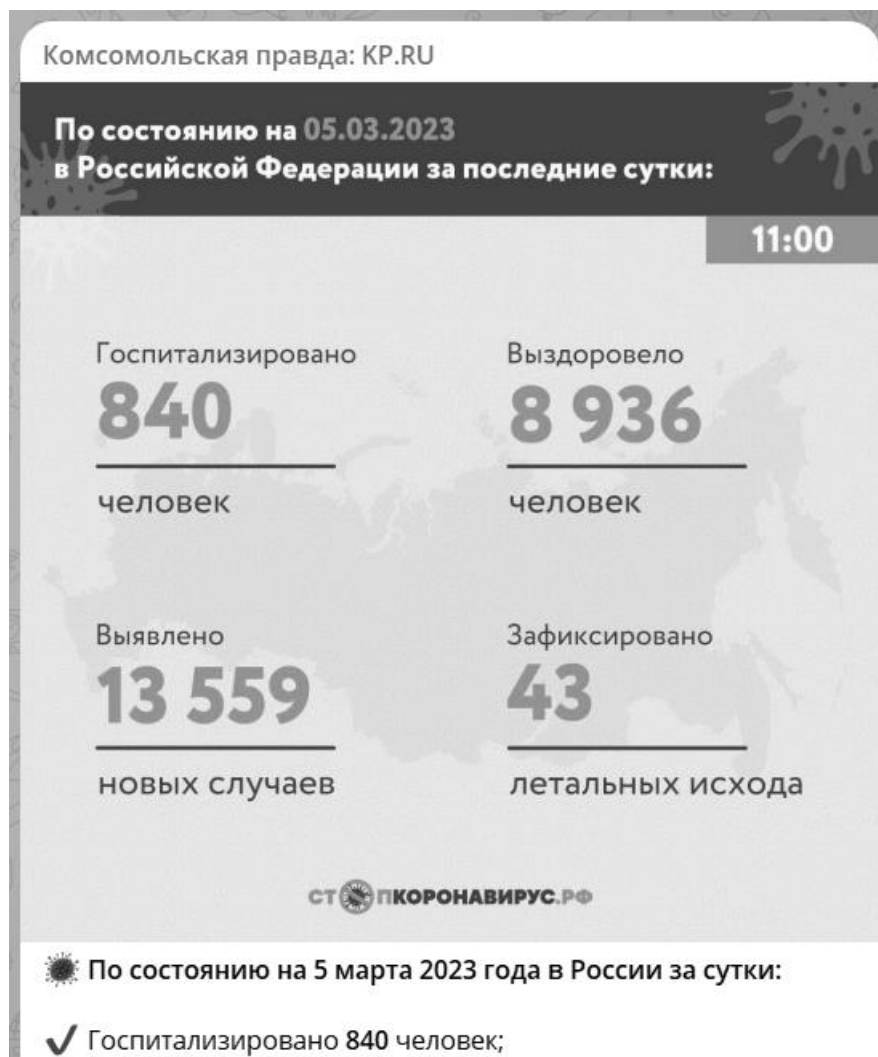 Комсомольская правда: KP.RU
По состоянию на 05.03.2023
в Российской Федерации за последние сутки:
11:00
Госпитализировано
840
человек
Выздоровело
8 936
человек
Выявлено
13 559
новых случаев
Зафиксировано
43
летальных исхода
СТОПКОРОНАВИРУС.РФ
По состоянию на 5 марта 2023 года в России за сутки:
Госпитализировано 840 человек;